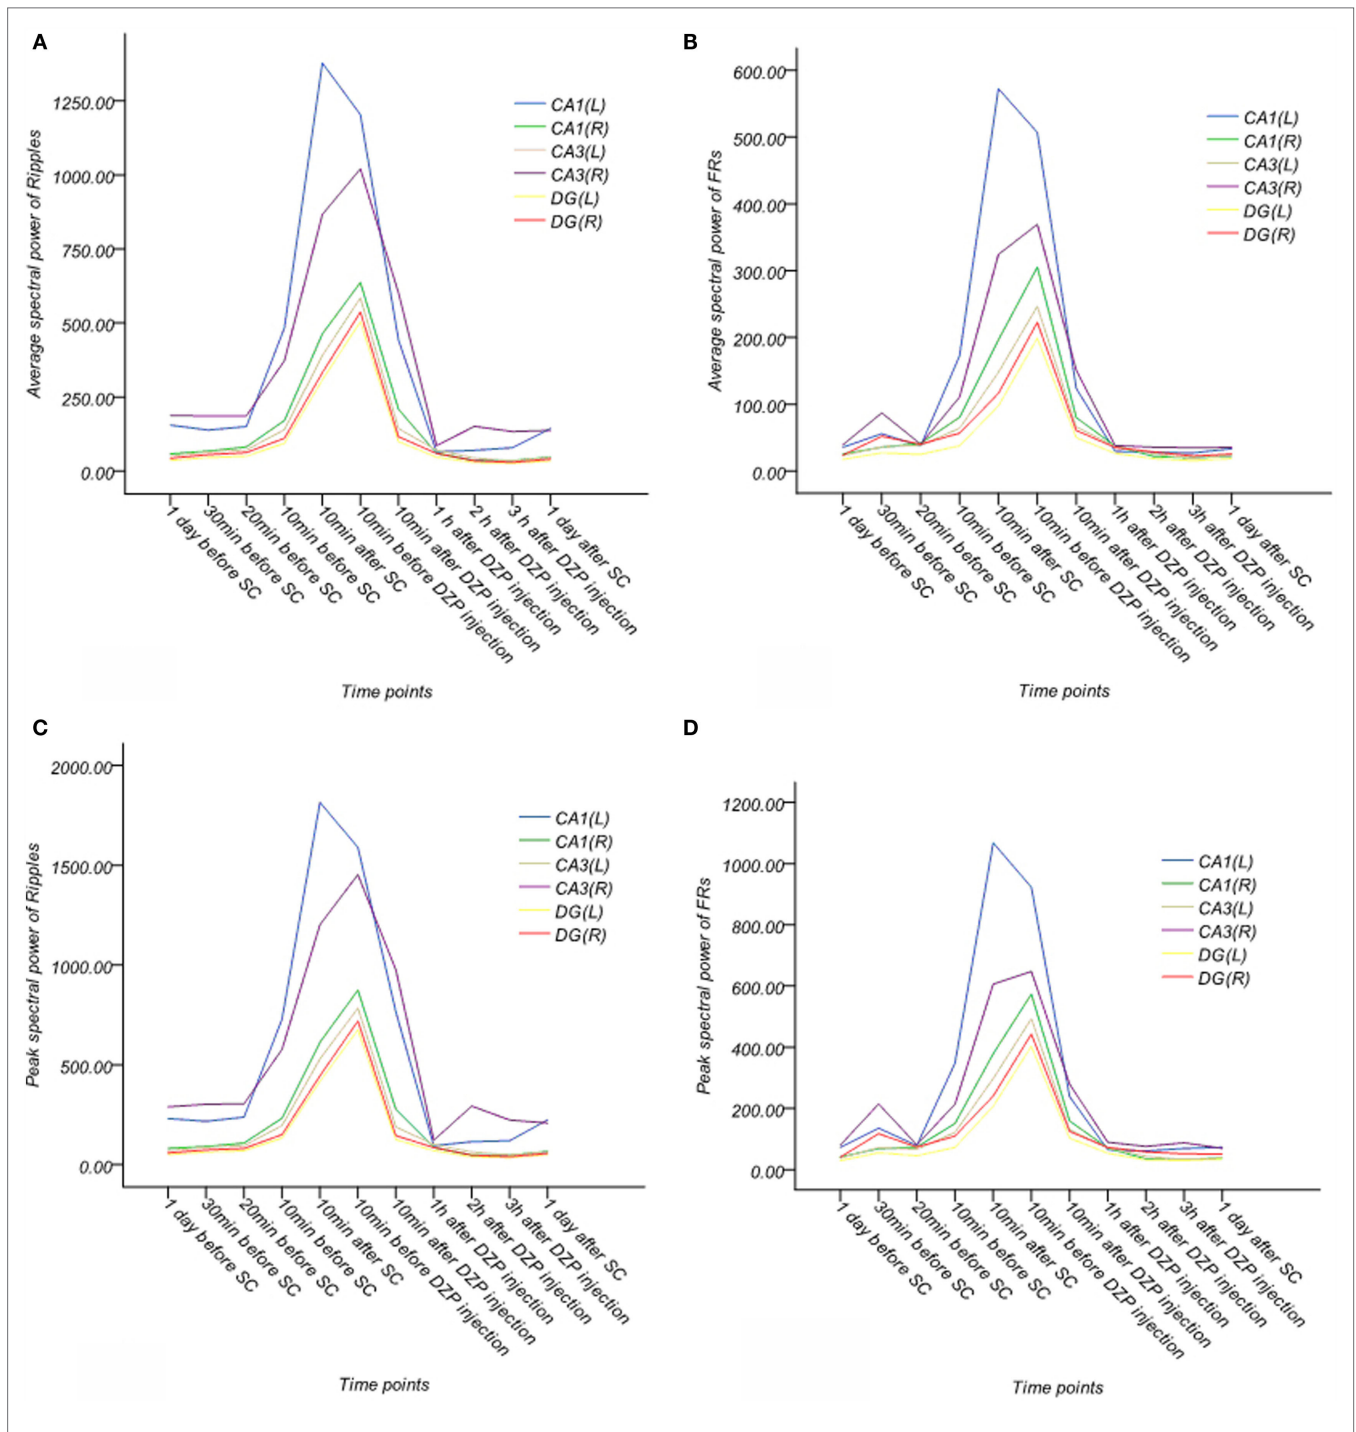 A
Average spectral power of Ripples
1250.00
1000.00
750.00
500.00
250.00
0.00
CA1(L)
CA1(R)
CA3(L)
CA3(R)
DG(L)
DG(R)
1 day before SC
30min before SC
20min before SC
10min before SC
10min after SC
10min before DZP injection
10min after DZP injection
1 h after DZP injection
2 h after DZP injection
3 h after DZP injection
1 day after SC
Time points
B
Average spectral power of FRs
600.00
500.00
400.00
300.00
200.00
100.00
0.00
CA1(L)
CA1(R)
CA3(L)
CA3(R)
DG(L)
DG(R)
1 day before SC
30min before SC
20min before SC
10min before SC
10min after SC
10min before DZP injection
10min after DZP injection
1h after DZP injection
2h after DZP injection
3h after DZP injection
1 day after SC
Time points
C
Peak spectral power of Ripples
2000.00
1500.00
1000.00
500.00
0.00
CA1(L)
CA1(R)
CA3(L)
CA3(R)
DG(L)
DG(R)
1 day before SC
30min before SC
20min before SC
10min before SC
10min after SC
10min before DZP injection
10min after DZP injection
1h after DZP injection
2h after DZP injection
3h after DZP injection
1 day after SC
Time points
D
Peak spectral power of FRs
1200.00
1000.00
800.00
600.00
400.00
200.00
0.00
CA1(L)
CA1(R)
CA3(L)
CA3(R)
DG(L)
DG(R)
1 day before SC
30min before SC
20min before SC
10min before SC
10min after SC
10min before DZP injection
10min after DZP injection
1h after DZP injection
2h after DZP injection
3h after DZP injection
1 day after SC
Time points